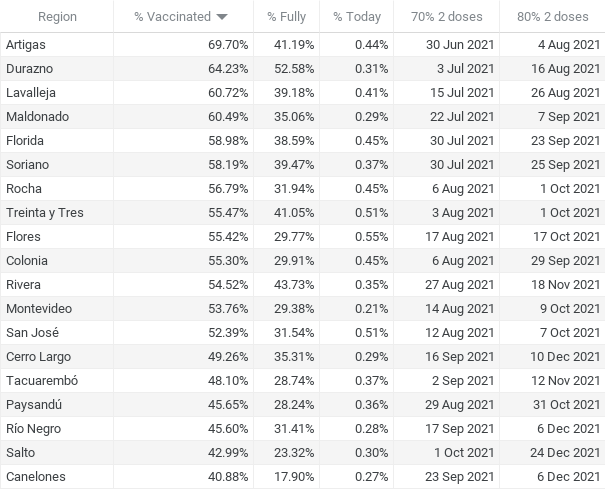 Region % Vaccinated % Fully % Today 70% 2 doses 80% 2 doses
Artigas 69.70% 41.19% 0.44% 30 Jun 2021 4 Aug 2021
Durazno 64.23% 52.58% 0.31% 3 Jul 2021 16 Aug 2021
Lavalleja 60.72% 39.18% 0.41% 15 Jul 2021 26 Aug 2021
Maldonado 60.49% 35.06% 0.29% 22 Jul 2021 7 Sep 2021
Florida 58.98% 38.59% 0.45% 30 Jul 2021 23 Sep 2021
Soriano 58.19% 39.47% 0.37% 30 Jul 2021 25 Sep 2021
Rocha 56.79% 31.94% 0.45% 6 Aug 2021 1 Oct 2021
Treinta y Tres 55.47% 41.05% 0.51% 3 Aug 2021 1 Oct 2021
Flores 55.42% 29.77% 0.55% 17 Aug 2021 17 Oct 2021
Colonia 55.30% 29.91% 0.45% 6 Aug 2021 29 Sep 2021
Rivera 54.52% 43.73% 0.35% 27 Aug 2021 18 Nov 2021
Montevideo 53.76% 29.38% 0.21% 14 Aug 2021 9 Oct 2021
San José 52.39% 31.54% 0.51% 12 Aug 2021 7 Oct 2021
Cerro Largo 49.26% 35.31% 0.29% 16 Sep 2021 10 Dec 2021
Tacuarembó 48.10% 28.74% 0.37% 2 Sep 2021 12 Nov 2021
Paysandú 45.65% 28.24% 0.36% 29 Aug 2021 31 Oct 2021
Río Negro 45.60% 31.41% 0.28% 17 Sep 2021 6 Dec 2021
Salto 42.99% 23.32% 0.30% 1 Oct 2021 24 Dec 2021
Canelones 40.88% 17.90% 0.27% 23 Sep 2021 6 Dec 2021